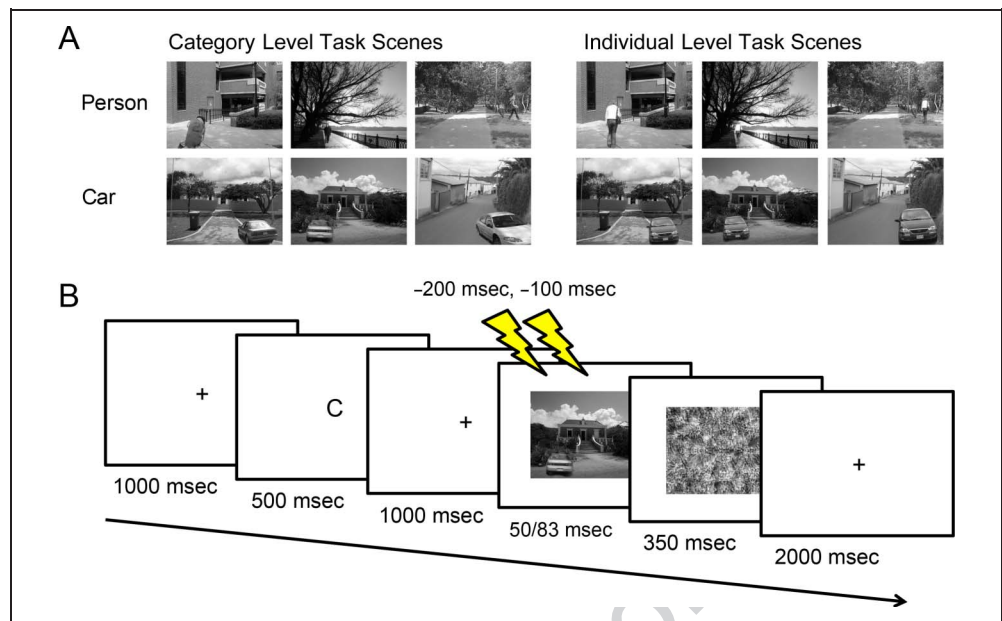 A
Category Level Task Scenes
Individual Level Task Scenes
Person
Car
B
–200 msec, –100 msec
+
C
+
+
1000 msec
500 msec
1000 msec
50/83 msec
350 msec
2000 msec